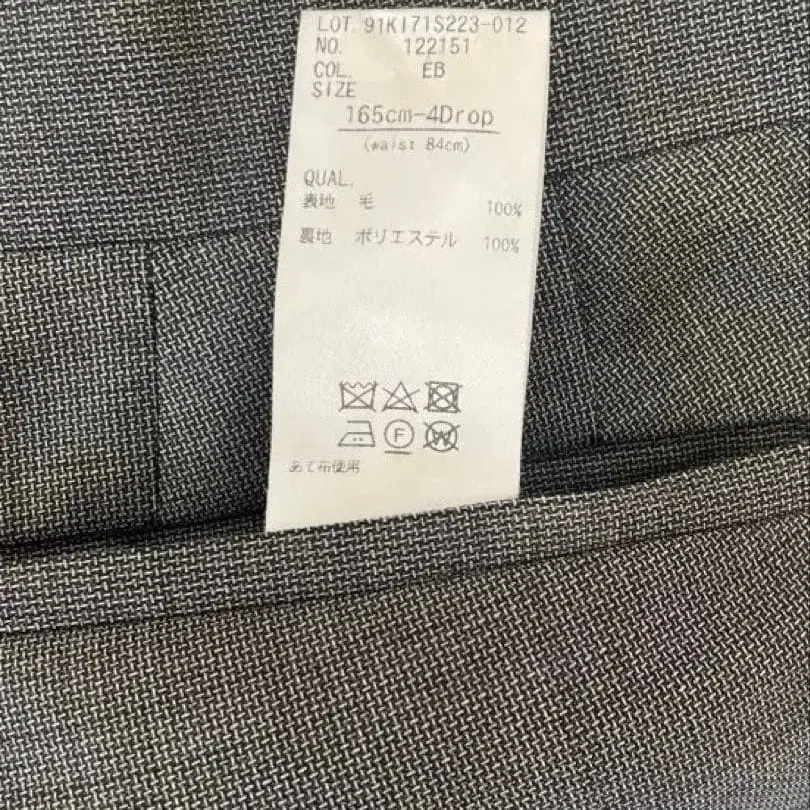 LOT. 91KI71S223-012
NO. 122151
COL. EB
SIZE
165cm-4Drop
(waist 84cm)
QUAL.
表地 毛 100%
裏地 ポリエステル 100%
F W
あて布使用